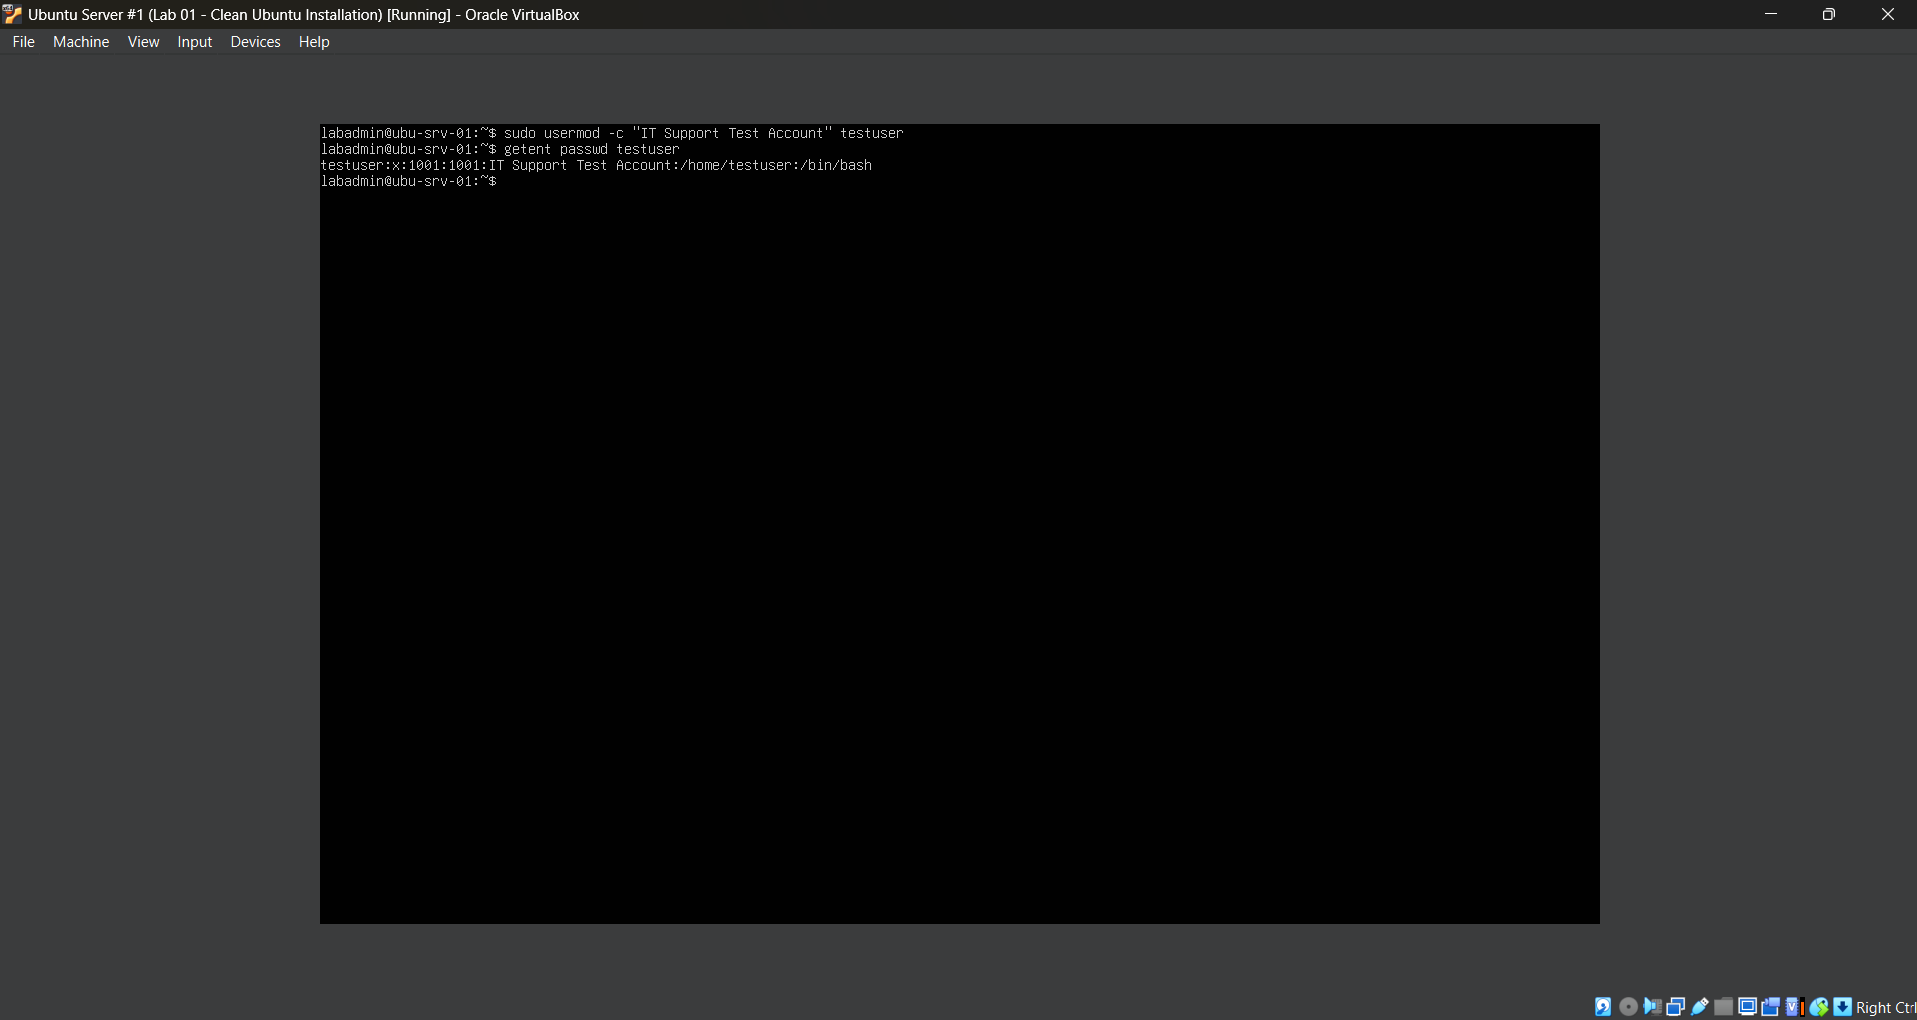 Ubuntu Server #1 (Lab 01 - Clean Ubuntu Installation) [Running] - Oracle VirtualBox
File Machine View Input Devices Help
labadmin@ubu-srv-01:~$ sudo usermod -c "IT Support Test Account" testuser
labadmin@ubu-srv-01:~$ getent passwd testuser
testuser:x:1001:1001:IT Support Test Account:/home/testuser:/bin/bash
labadmin@ubu-srv-01:~$
Right Ctrl